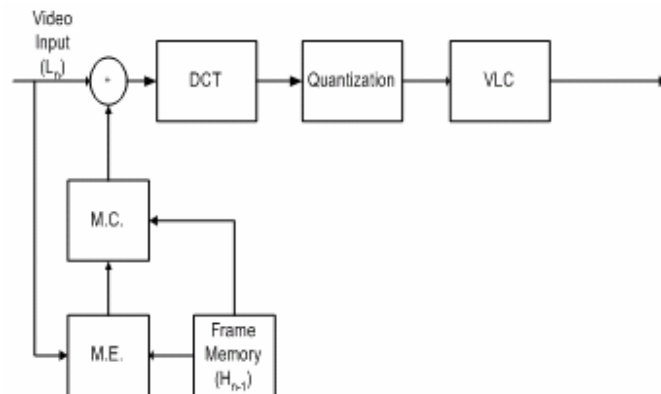 Video
Input
(Lₙ)
+
DCT
Quantization
VLC
M.C.
M.E.
Frame
Memory
(Hₙ₋₁)